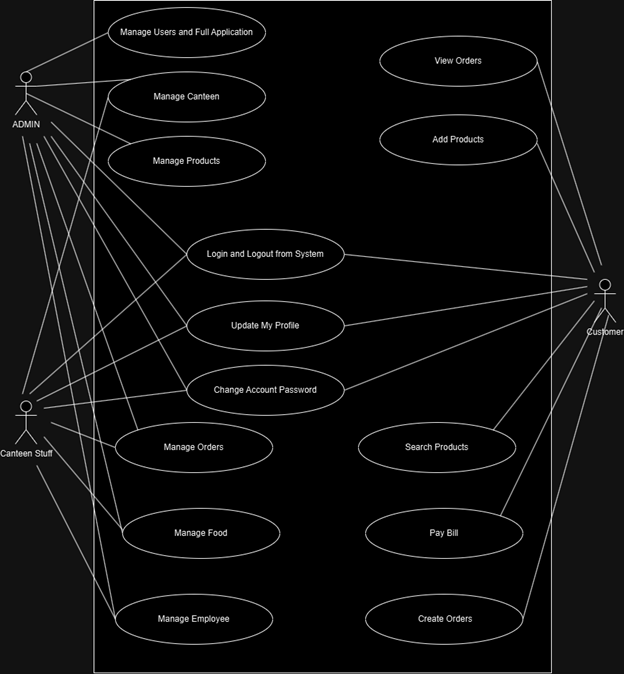 Manage Users and Full Application
View Orders
ADMIN
Manage Canteen
Add Products
Manage Products
Login and Logout from System
Update My Profile
Customer
Change Account Password
Canteen Stuff
Manage Orders
Search Products
Manage Food
Pay Bill
Manage Employee
Create Orders